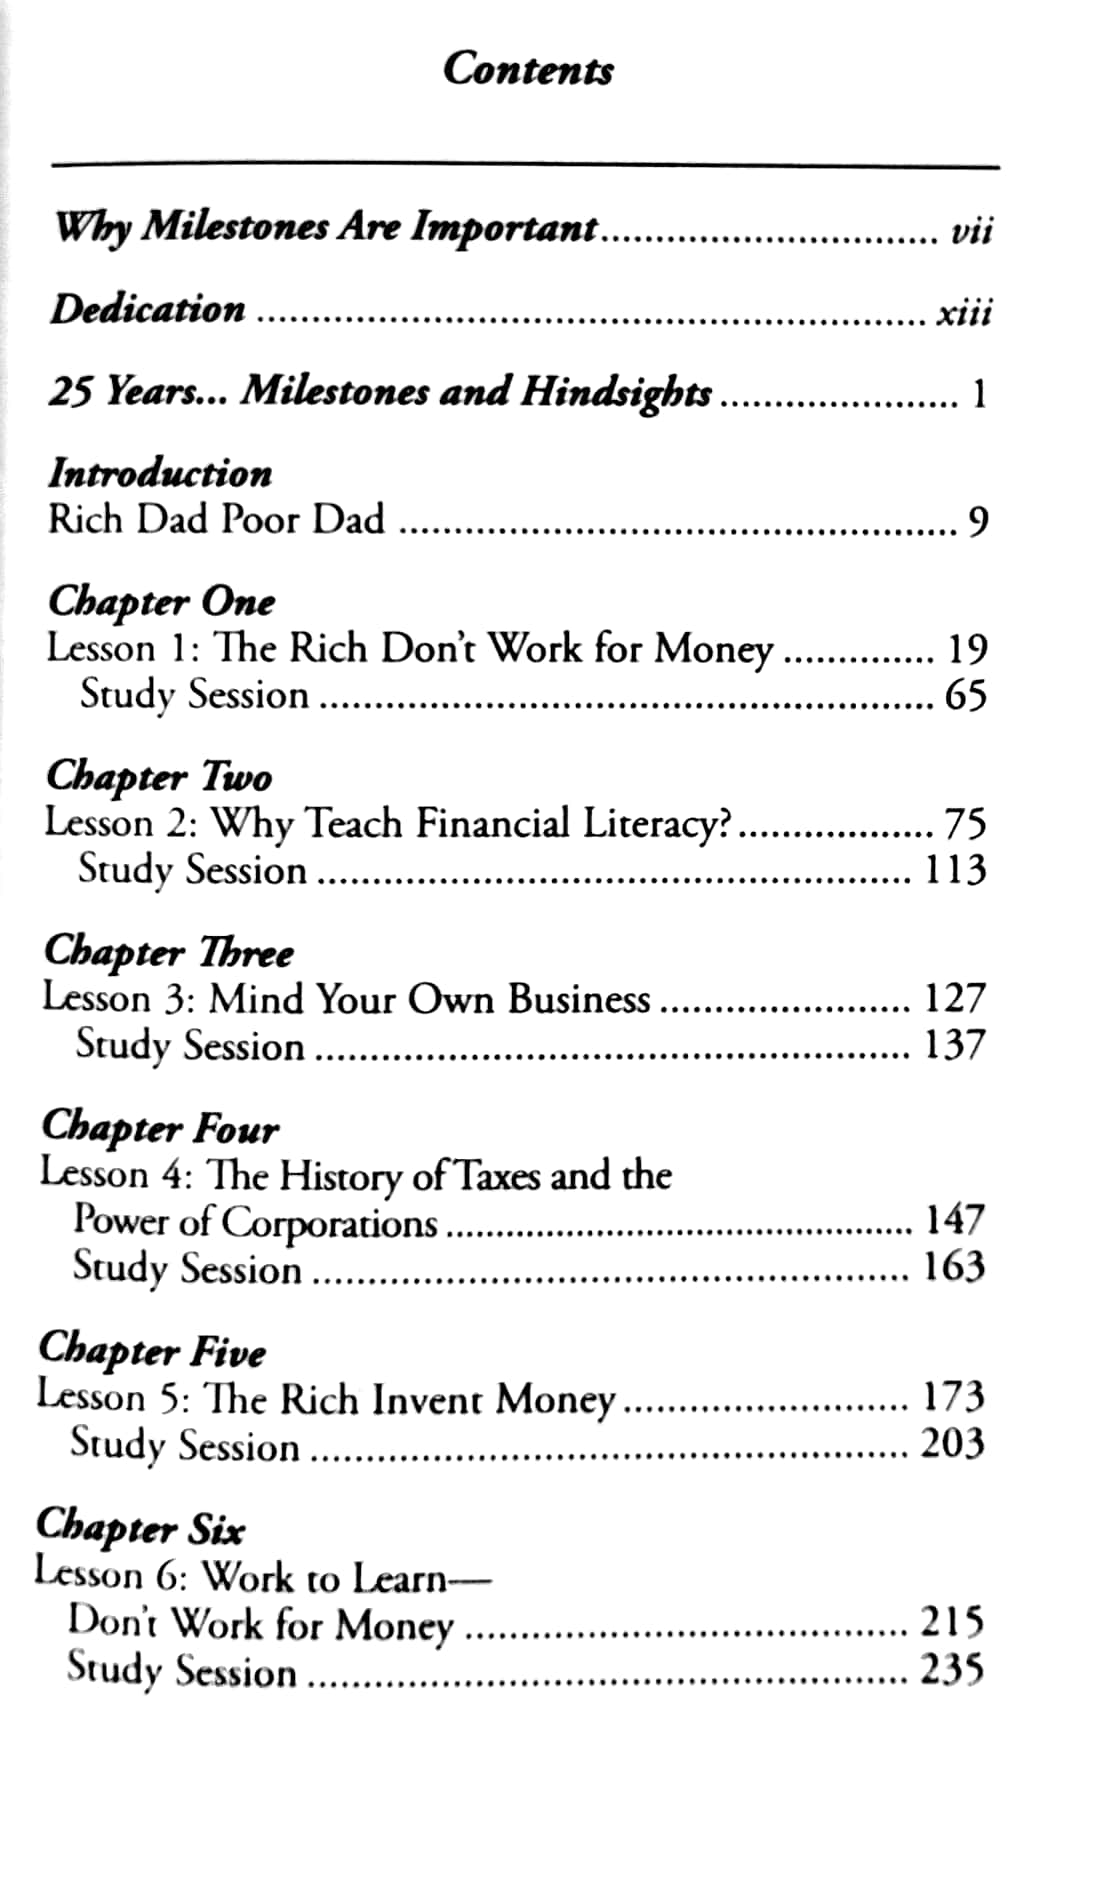 Contents
Why Milestones Are Important............................... vii
Dedication ............................................................. xiii
25 Years... Milestones and Hindsights...................... 1
Introduction
Rich Dad Poor Dad ................................................... 9
Chapter One
Lesson 1: The Rich Don't Work for Money .............. 19
Study Session ........................................................ 65
Chapter Two
Lesson 2: Why Teach Financial Literacy?.................. 75
Study Session ...................................................... 113
Chapter Three
Lesson 3: Mind Your Own Business ....................... 127
Study Session ...................................................... 137
Chapter Four
Lesson 4: The History of Taxes and the
Power of Corporations ........................................... 147
Study Session ...................................................... 163
Chapter Five
Lesson 5: The Rich Invent Money.......................... 173
Study Session ...................................................... 203
Chapter Six
Lesson 6: Work to Learn—
Don't Work for Money ........................................ 215
Study Session ...................................................... 235